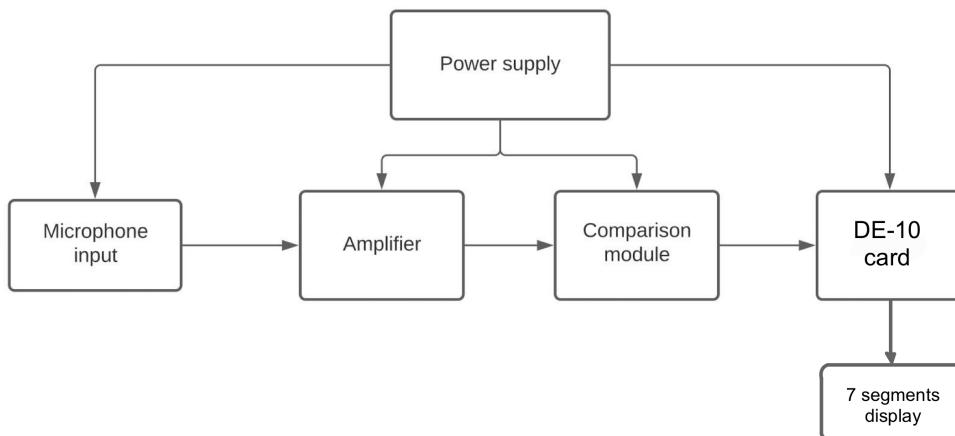 Power supply
Microphone
input
Amplifier
Comparison
module
DE-10
card
7 segments
display